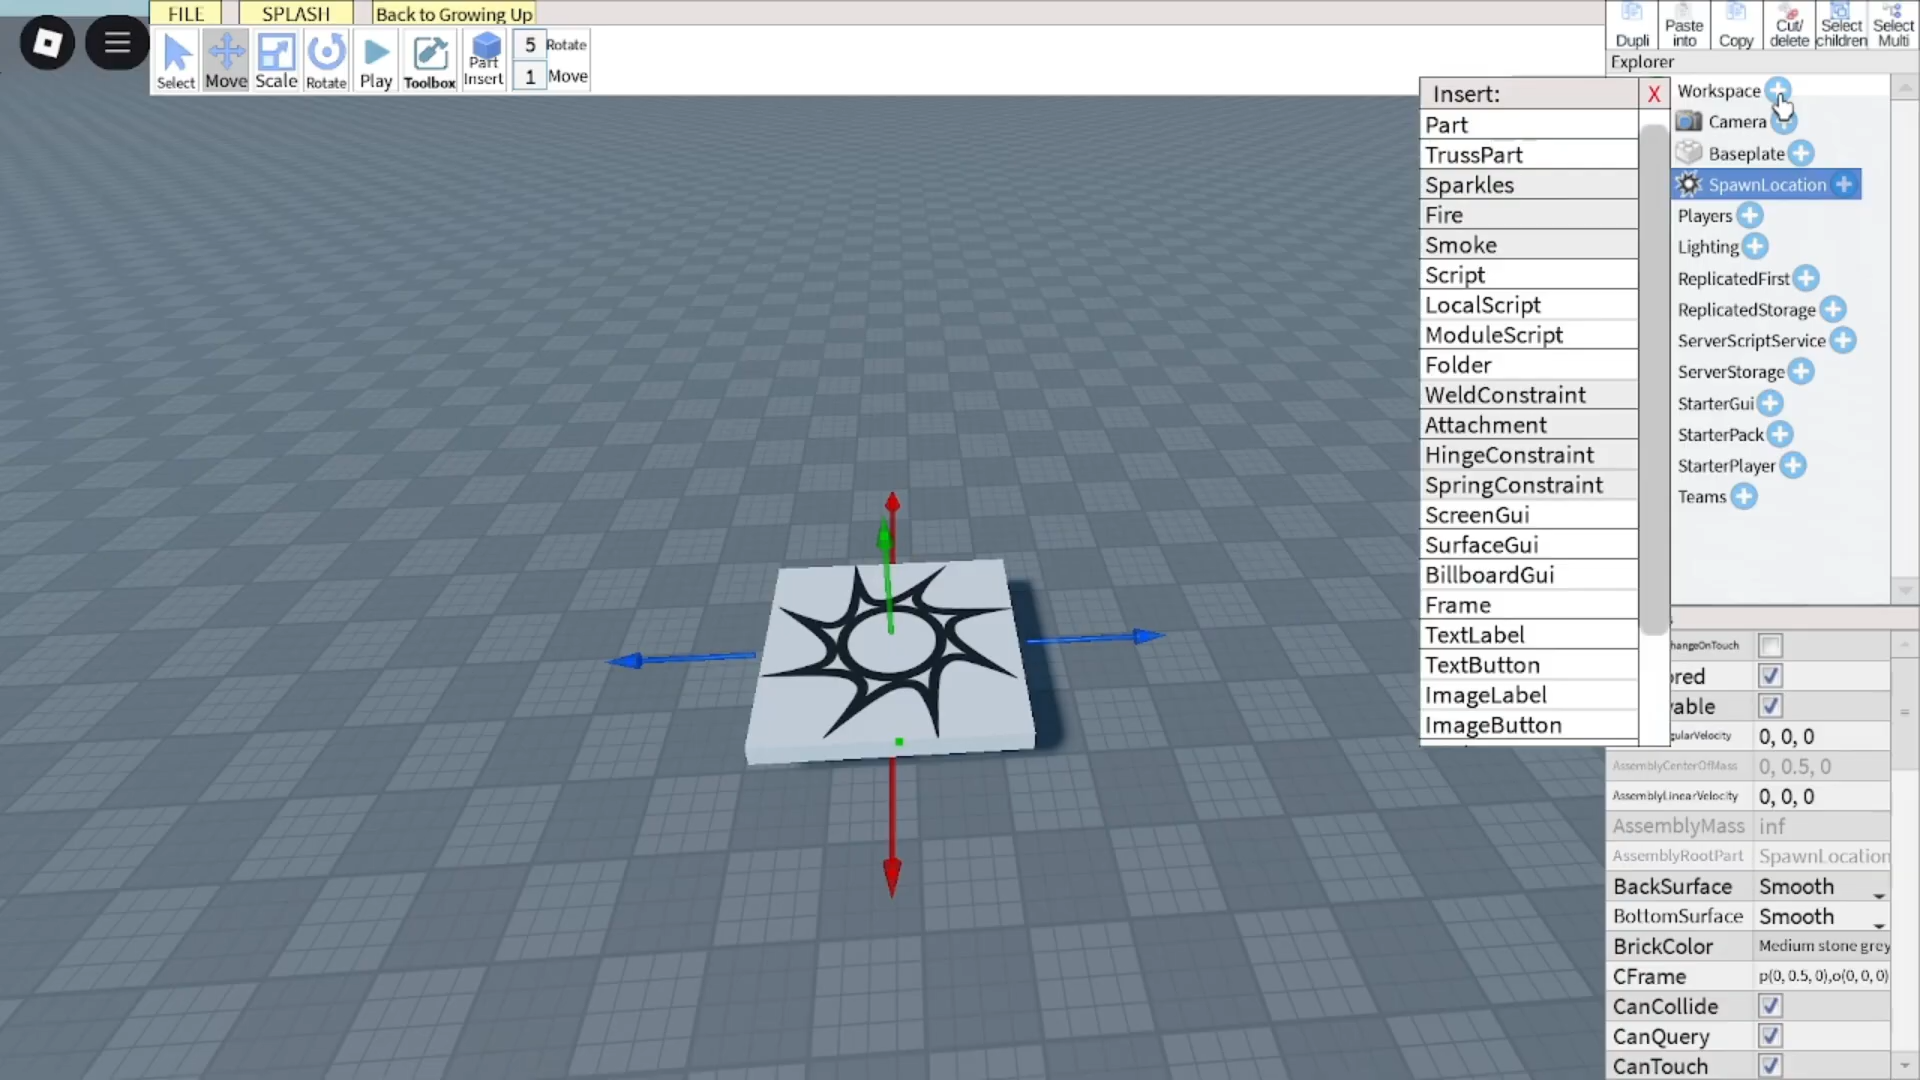 FILE
SPLASH
Back to Growing Up
Select
Move
Scale
Rotate
Play
Toolbox
Part
Insert
5 Rotate
1 Move
Dupli
Paste
into
Copy
Cut/
delete
Select
children
Select
Multi
Explorer
Workspace
Camera
Baseplate
SpawnLocation
Players
Lighting
ReplicatedFirst
ReplicatedStorage
ServerScriptService
ServerStorage
StarterGui
StarterPack
StarterPlayer
Teams
Insert: X
Part
TrussPart
Sparkles
Fire
Smoke
Script
LocalScript
ModuleScript
Folder
WeldConstraint
Attachment
HingeConstraint
SpringConstraint
ScreenGui
SurfaceGui
BillboardGui
Frame
TextLabel
TextButton
ImageLabel
ImageButton
hangeOnTouch
ored
vable
gularVelocity 0, 0, 0
AssemblyCenterOfMass 0, 0.5, 0
AssemblyLinearVelocity 0, 0, 0
AssemblyMass inf
AssemblyRootPart SpawnLocation
BackSurface Smooth
BottomSurface Smooth
BrickColor Medium stone grey
CFrame p(0, 0.5, 0),o(0, 0, 0)
CanCollide
CanQuery
CanTouch